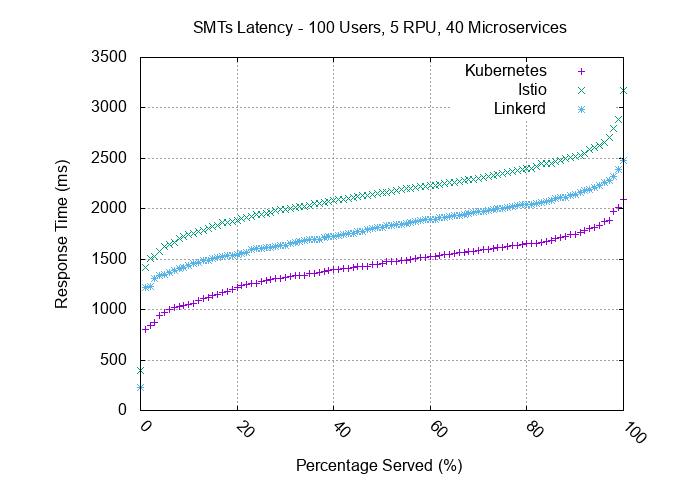 SMTs Latency - 100 Users, 5 RPU, 40 Microservices
3500
3000
2500
2000
1500
1000
500
0
Response Time (ms)
Kubernetes
Istio
Linkerd
0
20
40
60
80
100
Percentage Served (%)